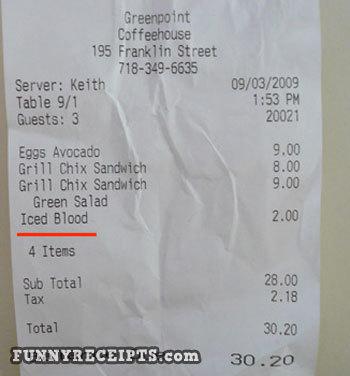 Greenpoint
Coffeehouse
195 Franklin Street
718-349-6635
Server: Keith 09/03/2009
Table 9/1 1:53 PM
Guests: 3 20021
Eggs Avocado 9.00
Grill Chix Sandwich 8.00
Grill Chix Sandwich 9.00
Green Salad
Iced Blood 2.00
4 Items
Sub Total 28.00
Tax 2.18
Total 30.20
30.20
FUNNYRECEIPTS.com